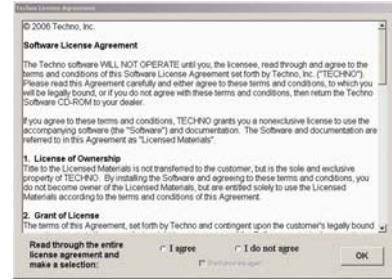 Techno License Agreement
© 2006 Techno, Inc.
Software License Agreement
The Techno software WILL NOT OPERATE until you, the licensee, read through and agree to the
terms and conditions of this Software License Agreement set forth by Techno, Inc. ("TECHNO").
Please read this Agreement carefully and either agree to these terms and conditions, to which you
will be legally bound, or if you do not agree with these terms and conditions, then return the Techno
Software CD-ROM to your dealer.
If you agree to these terms and conditions, TECHNO grants you a nonexclusive license to use the
accompanying software (the "Software") and documentation. The Software and documentation are
referred to in this Agreement as "Licensed Materials".
1. License of Ownership
Title to the Licensed Materials is not transferred to the customer, but is the sole and exclusive
property of TECHNO. By installing the Software and agreeing to these terms and conditions, you
do not become owner of the Licensed Materials, but are entitled solely to use the Licensed
Materials according to the terms and conditions of this Agreement.
2. Grant of License
The terms of this Agreement, set forth by Techno and contingent upon the customer's legally bound
Read through the entire
license agreement and
make a selection:
I agree
I do not agree
OK